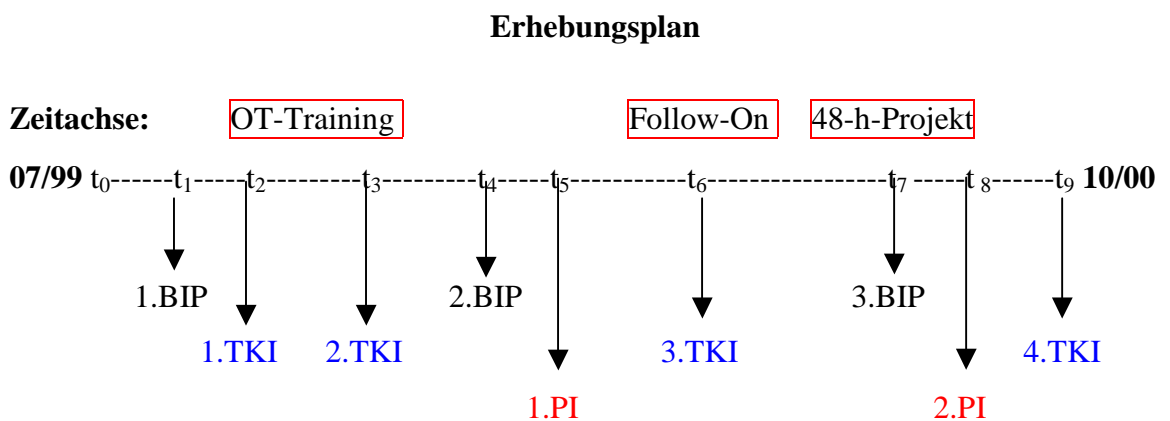 Erhebungsplan
Zeitachse: OT-Training Follow-On 48-h-Projekt
07/99 t₀------t₁-----t₂----------t₃----------t₄-----t₅------------t₆----------------t₇ -----t ₈-------t₉ 10/00
1.BIP 2.BIP 3.BIP
1.TKI 2.TKI 3.TKI 4.TKI
1.PI 2.PI